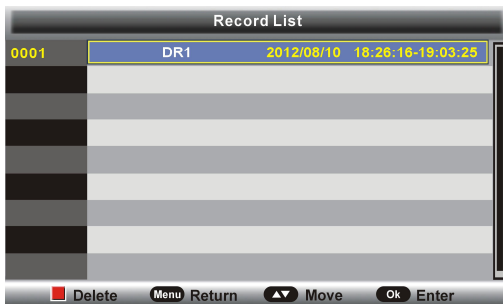 Record List
0001 DR1 2012/08/10 18:26:16-19:03:25
Delete Menu Return Move Ok Enter